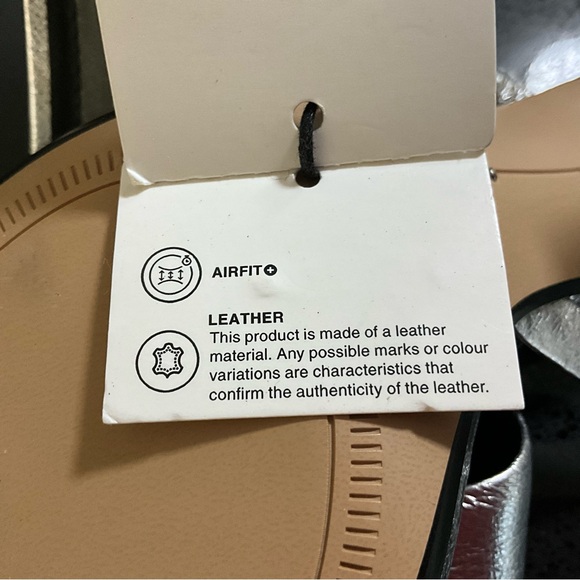 AIRFIT+
LEATHER
This product is made of a leather
material. Any possible marks or colour
variations are characteristics that
confirm the authenticity of the leather.